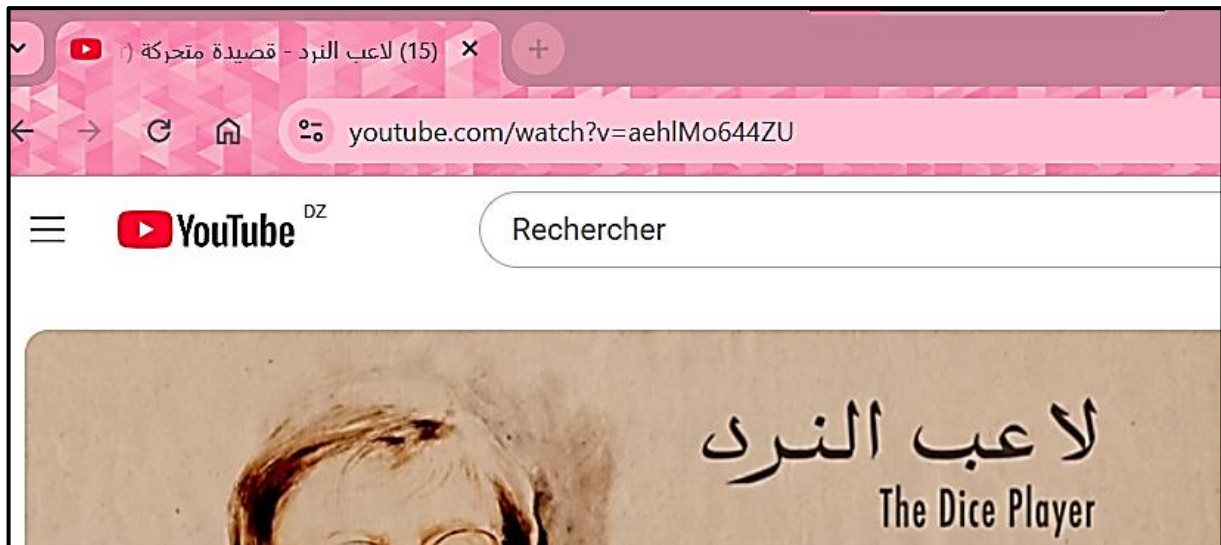 (15) لاعب النرد - قصيدة متحركة
youtube.com/watch?v=aehlMo644ZU
YouTube DZ
Rechercher
لاعب النرد
The Dice Player